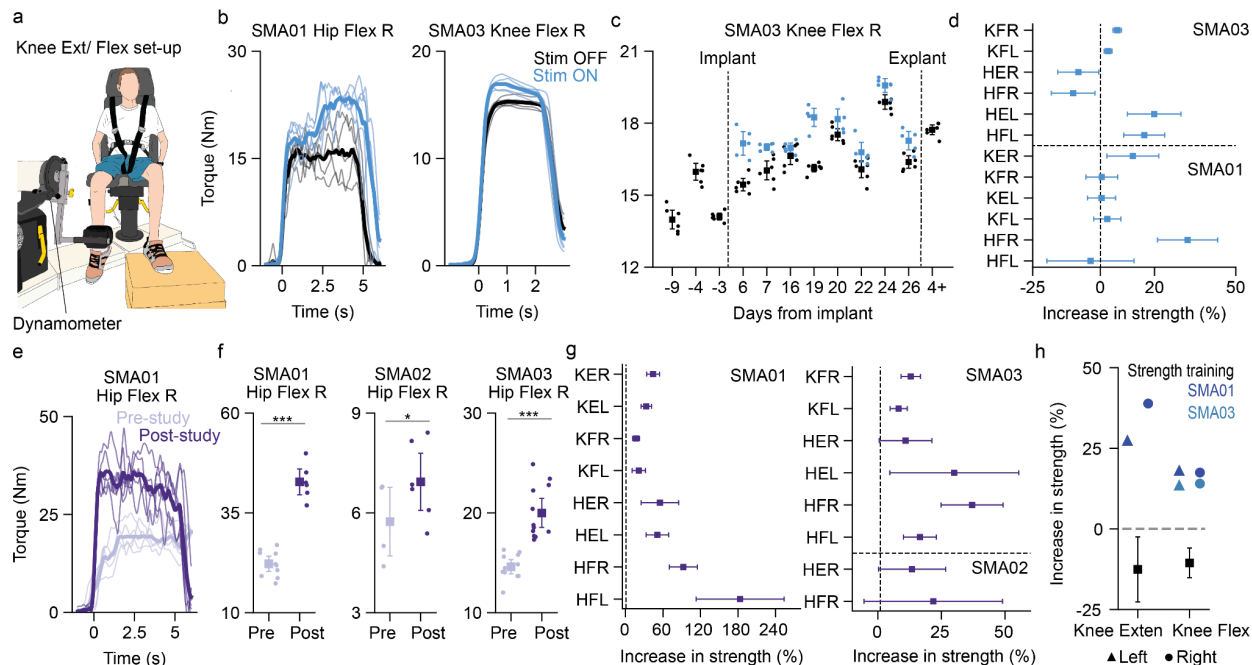 a
Knee Ext/ Flex set-up
Dynamometer
b
SMA01 Hip Flex R
SMA03 Knee Flex R
Stim OFF
Stim ON
Torque (Nm)
30
15
0
0
2.5
5
Time (s)
20
10
0
0
1
2
Time (s)
c
SMA03 Knee Flex R
Implant
Explant
21
18
15
12
-9
-4
-3
6
7
16
19
20
22
24
26
4+
Days from implant
d
KFR
KFL
HER
HFR
HEL
HFL
KER
KFR
KEL
KFL
HFR
HFL
SMA03
SMA01
0
20
50
Increase in strength (%)
e
SMA01
Hip Flex R
Pre-study
Post-study
Torque (Nm)
50
25
0
0
2
4
6
Time (s)
f
SMA01
Hip Flex R
***
60
35
10
Pre
Post
SMA02
Hip Flex R
*
9
6
3
Pre
Post
SMA03
Hip Flex R
***
30
20
10
Pre
Post
g
SMA01
KER
KEL
KFR
KFL
HER
HEL
HFR
HFL
0
60
120
180
240
Increase in strength (%)
SMA03
KFR
KFL
HER
HEL
HFR
HFL
HER
SMA02
HFR
0
25
50
Increase in strength (%)
h
Strength training
SMA01
SMA03
Increase in strength (%)
50
25
0
-25
Knee Exten
Knee Flex
Left
Right